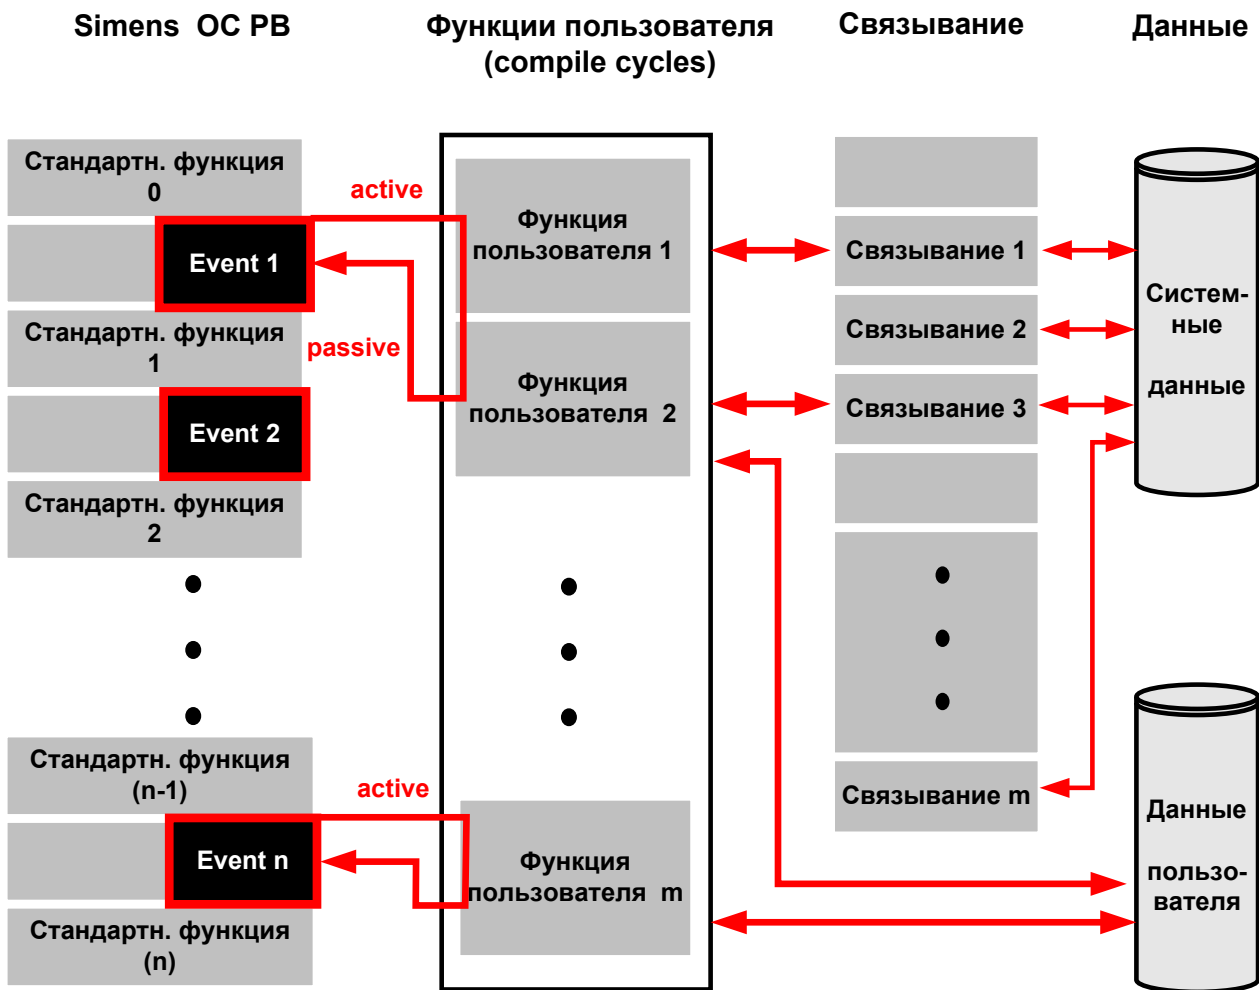 Simens  ОС РВ
Функции пользователя
(compile cycles)
Связывание
Данные
Стандартн. функция
0
Event 1
Стандартн. функция
1
Event 2
Стандартн. функция
2
Стандартн. функция
(n-1)
Event n
Стандартн. функция
(n)
active
passive
active
Функция
пользователя 1
Функция
пользователя  2
Функция
пользователя  m
Связывание 1
Связывание 2
Связывание 3
Связывание m
Систем-
ные
данные
Данные
пользо-
вателя